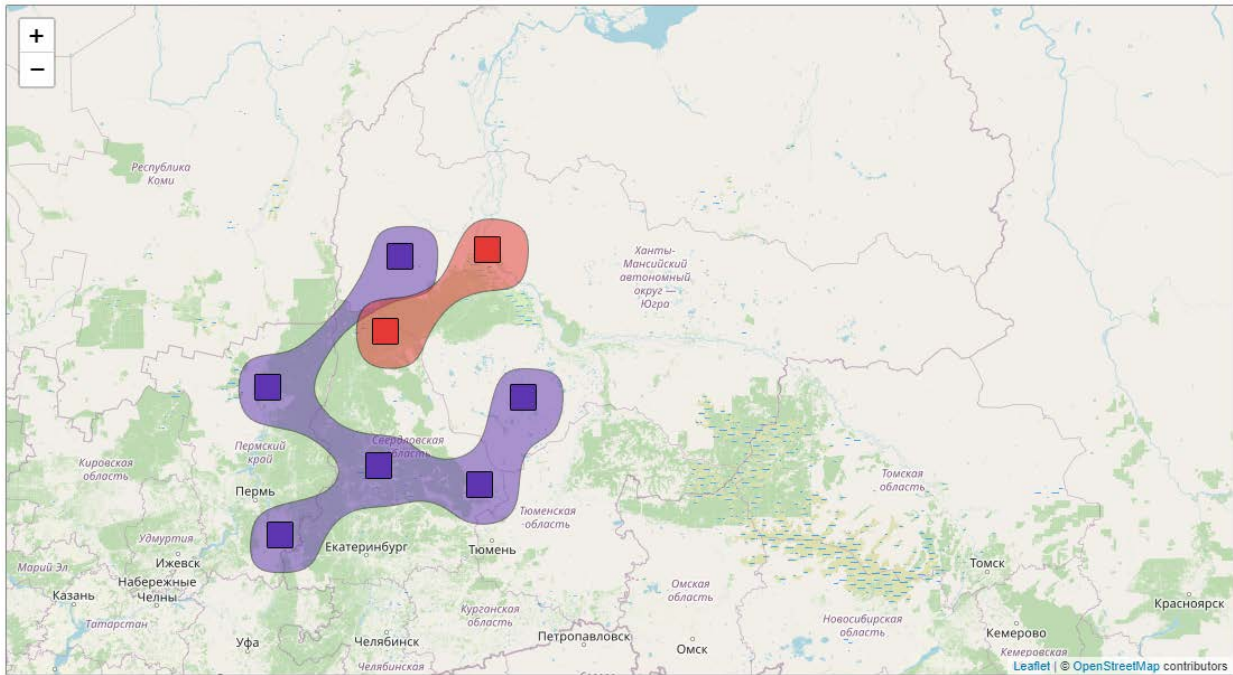 +
−
Республика
Коми
Ханты-
Мансийский
автономный
округ —
Югра
Свердловская
область
Пермский
край
Кировская
область
Пермь
Томская
область
Тюменская
область
Удмуртия
Екатеринбург
Тюмень
Ижевск
Марий Эл
Набережные
Челны
Казань
Татарстан
Томск
Омская
область
Красноярск
Курганская
область
Новосибирская
область
Уфа
Челябинск
Петропавловск
Омск
Кемерово
Кемеровская
Челябинская
Leaflet | © OpenStreetMap contributors